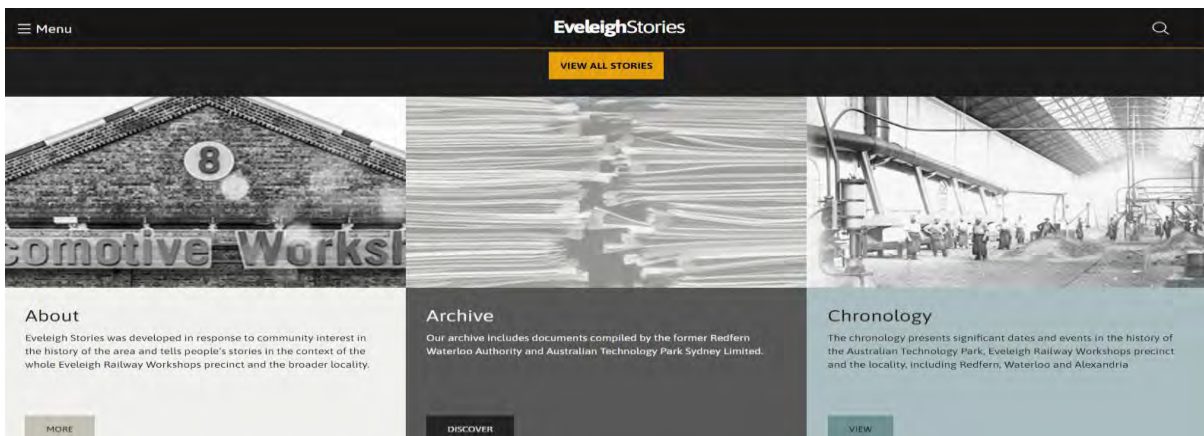 Menu
EveleighStories
VIEW ALL STORIES
8
comotive Worksh
About
Eveleigh Stories was developed in response to community interest in
the history of the area and tells people's stories in the context of the
whole Eveleigh Railway Workshops precinct and the broader locality.
MORE
Archive
Our archive includes documents compiled by the former Redfern
Waterloo Authority and Australian Technology Park Sydney Limited.
DISCOVER
Chronology
The chronology presents significant dates and events in the history of
the Australian Technology Park, Eveleigh Railway Workshops precinct
and the locality, including Redfern, Waterloo and Alexandria
VIEW